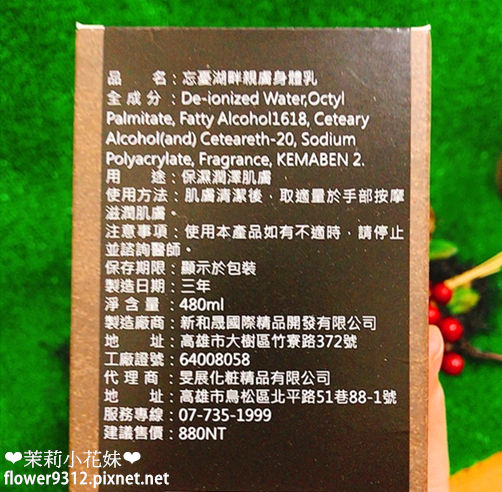 品 名：忘憂湖畔親膚身體乳
全成分：De-ionized Water,Octyl
Palmitate, Fatty Alcohol1618, Ceteary
Alcohol(and) Ceteareth-20, Sodium
Polyacrylate, Fragrance, KEMABEN 2.
用 途：保濕潤澤肌膚
使用方法：肌膚清潔後，取適量於手部按摩
滋潤肌膚。
注意事項：使用本產品如有不適時，請停止
並諮詢醫師。
保存期限：顯示於包裝
製造日期：三年
淨含量：480ml
製造廠商：新和晟國際精品開發有限公司
地 址：高雄市大樹區竹寮路372號
工廠證號：64008058
代理商：旻展化粧精品有限公司
地 址：高雄市鳥松區北平路51巷88-1號
服務專線：07-735-1999
建議售價：880NT
❤茉莉小花妹❤
flower9312.pixnet.net